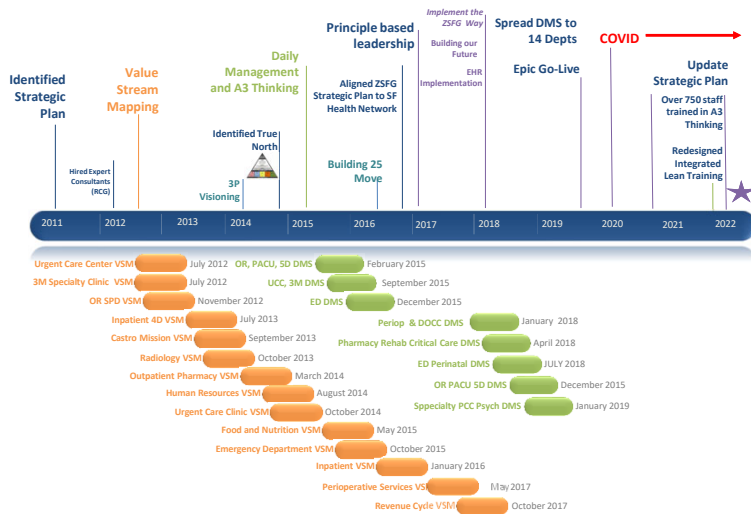 Identified
Strategic
Plan
Hired Expert
Consultants
(RCG)
Value
Stream
Mapping
3P
Visioning
Identified True
North
Daily
Management
and A3 Thinking
Building 25
Move
Principle based
leadership
Aligned ZSFG
Strategic Plan to SF
Health Network
Implement the
ZSFG Way
Building our
Future
EHR
Implementation
Spread DMS to
14 Depts
Epic Go-Live
COVID
Update
Strategic Plan
Over 750 staff
trained in A3
Thinking
Redesigned
Integrated
Lean Training
2011 2012 2013 2014 2015 2016 2017 2018 2019 2020 2021 2022
Urgent Care Center VSM July 2012
3M Specialty Clinic VSM July 2012
OR SPD VSM November 2012
Inpatient 4D VSM July 2013
Castro Mission VSM September 2013
Radiology VSM October 2013
Outpatient Pharmacy VSM March 2014
Human Resources VSM August 2014
Urgent Care Clinic VSM October 2014
Food and Nutrition VSM May 2015
Emergency Department VSM October 2015
Inpatient VSM January 2016
Perioperative Services VSM May 2017
Revenue Cycle VSM October 2017
OR, PACU, 5D DMS February 2015
UCC, 3M DMS September 2015
ED DMS December 2015
Periop & DOCC DMS January 2018
Pharmacy Rehab Critical Care DMS April 2018
ED Perinatal DMS JULY 2018
OR PACU 5D DMS December 2015
Sppecialty PCC Psych DMS January 2019